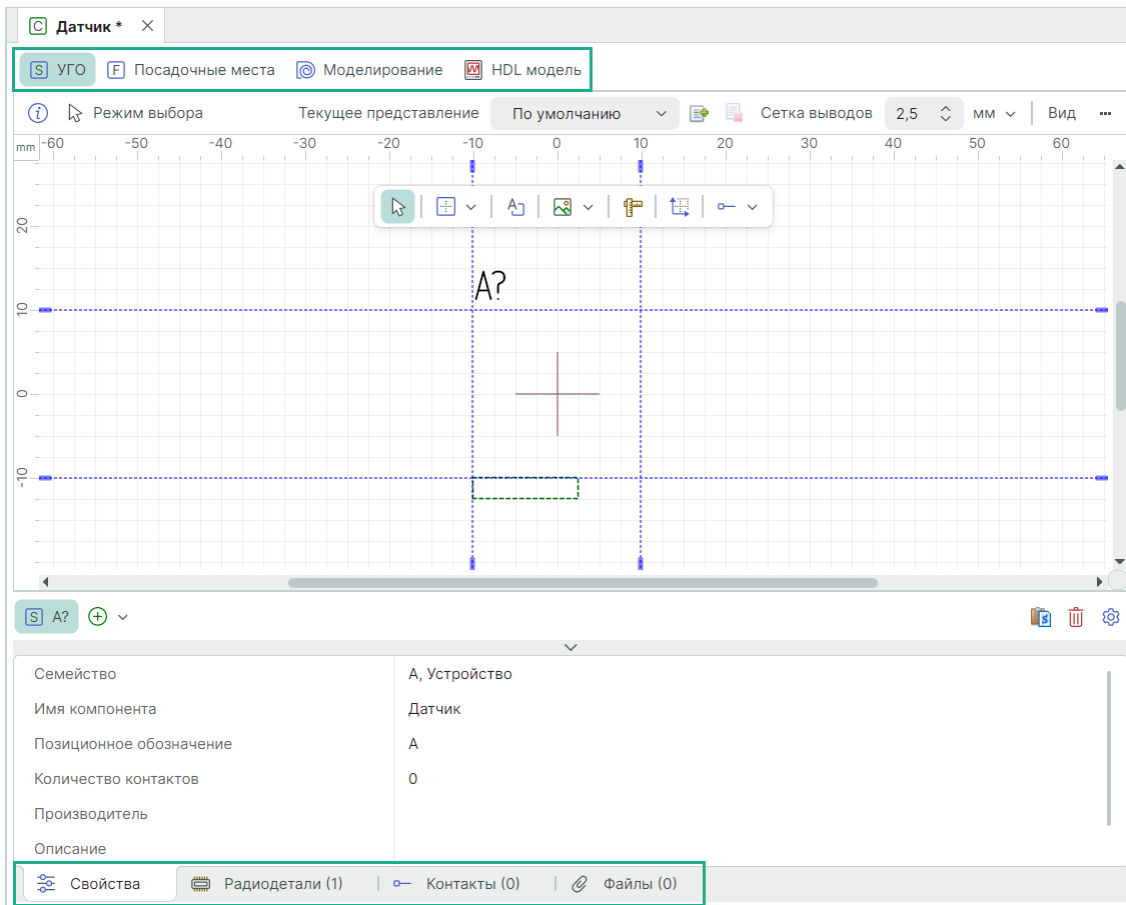 C Датчик *
S УГО F Посадочные места Моделирование HDL модель
Режим выбора Текущее представление По умолчанию Сетка выводов 2,5 мм Вид ...
mm -60 -50 -40 -30 -20 -10 0 10 20 30 40 50 60
20
A?
10
0
-10
S A?
Семейство A, Устройство
Имя компонента Датчик
Позиционное обозначение A
Количество контактов 0
Производитель
Описание
Свойства Радиодетали (1) Контакты (0) Файлы (0)